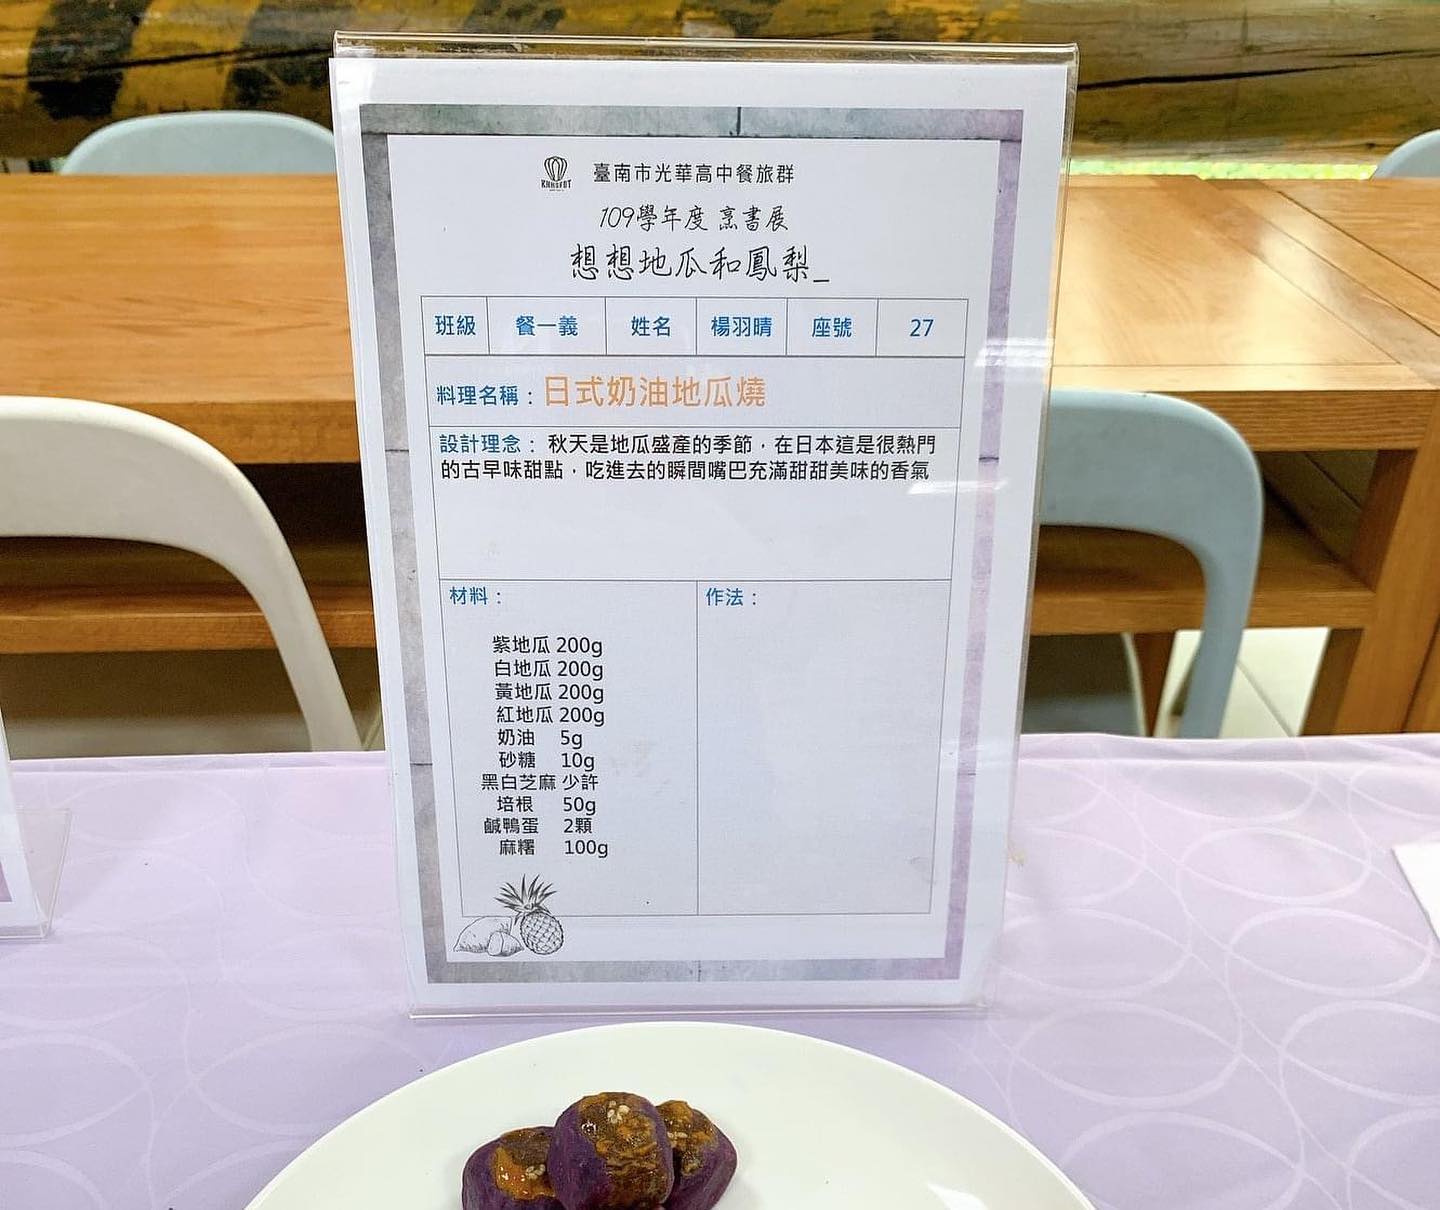 臺南市光華高中餐旅群
109學年度 烹書展
想想地瓜和鳳梨_
班級 餐一義 姓名 楊羽晴 座號 27
料理名稱：日式奶油地瓜燒
設計理念： 秋天是地瓜盛產的季節，在日本這是很熱門
的古早味甜點，吃進去的瞬間嘴巴充滿甜甜美味的香氣
材料：
紫地瓜 200g
白地瓜 200g
黃地瓜 200g
紅地瓜 200g
奶油 5g
砂糖 10g
黑白芝麻 少許
培根 50g
鹹鴨蛋 2顆
麻糬 100g
作法：